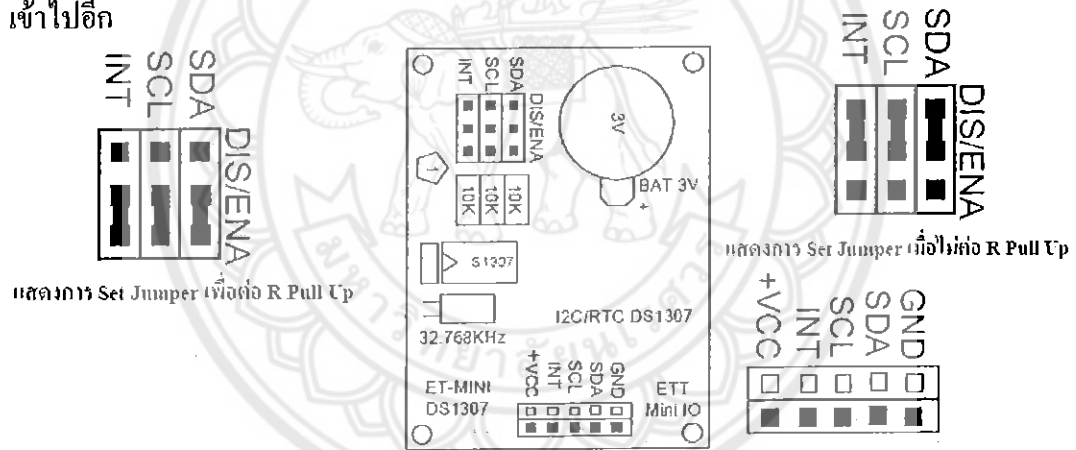 เข้าไปอีก
INT
SCL
SDA
DIS/ENA
แสดงการ Set Jumper เพื่อต่อ R Pull Up
INT
SCL
SDA
DIS/ENA
1
10K
10K
10K
3V
BAT 3V
+
S1307
32.768KHz
I2C/RTC DS1307
ET-MINI
DS1307
+VCC
INT
SCL
SDA
GND
ETT
Mini IO
INT
SCL
SDA
DIS/ENA
แสดงการ Set Jumper เมื่อไม่ต่อ R Pull Up
+VCC
INT
SCL
SDA
GND